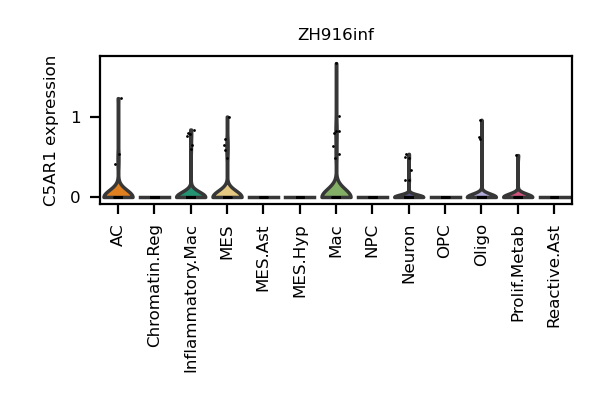 ZH916inf
C5AR1 expression
1
0
AC
Chromatin.Reg
Inflammatory.Mac
MES
MES.Ast
MES.Hyp
Mac
NPC
Neuron
OPC
Oligo
Prolif.Metab
Reactive.Ast